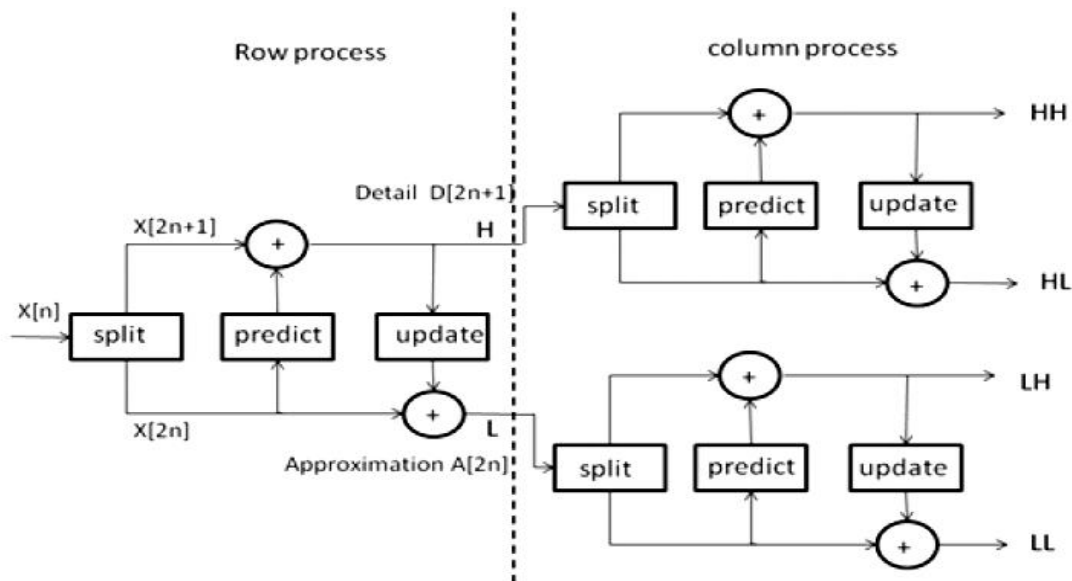 Row process
column process
+
HH
Detail D[2n+1]
split
predict
update
X[2n+1]
H
+
+
HL
X[n]
split
predict
update
+
LH
X[2n]
+
L
Approximation A[2n]
split
predict
update
+
LL